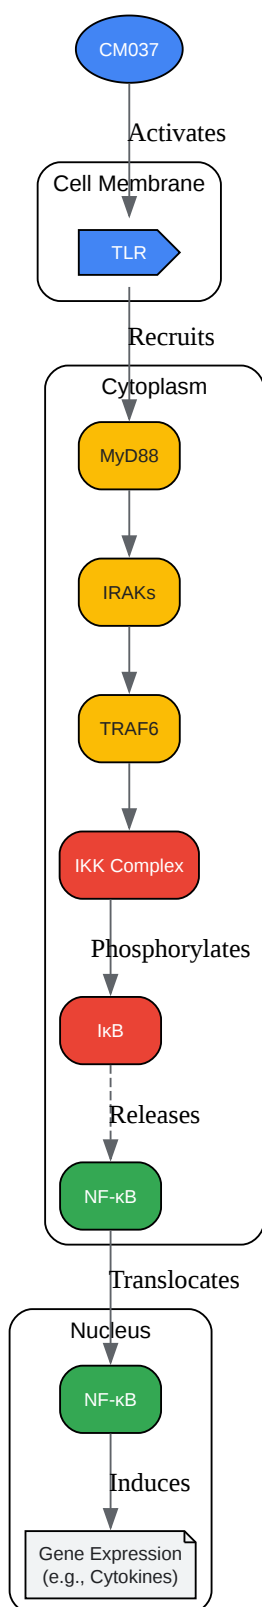 CM037
Activates
Cell Membrane
TLR
Recruits
Cytoplasm
MyD88
IRAKs
TRAF6
IKK Complex
Phosphorylates
IκB
Releases
NF-κB
Translocates
Nucleus
NF-κB
Induces
Gene Expression
(e.g., Cytokines)